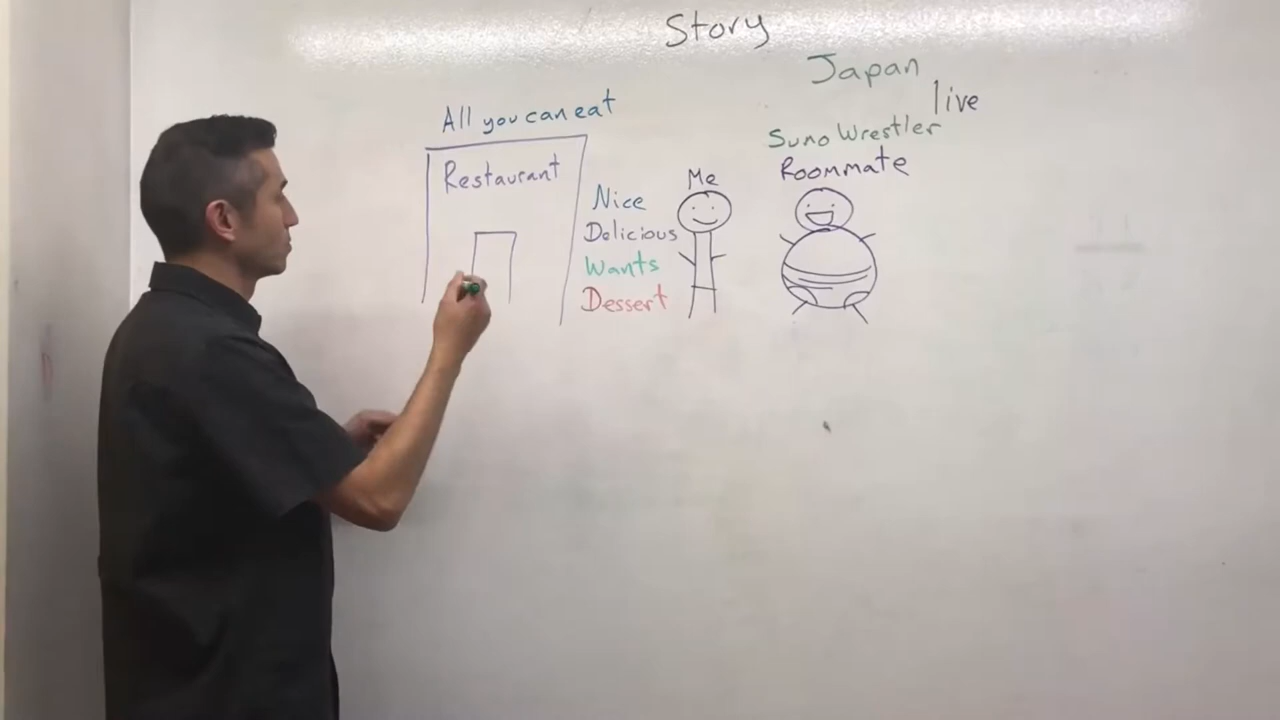 Story
Japan
live
All you can eat
Suno Wrestler
Restaurant
Roommate
Me
Nice
Delicious
Wants
Dessert